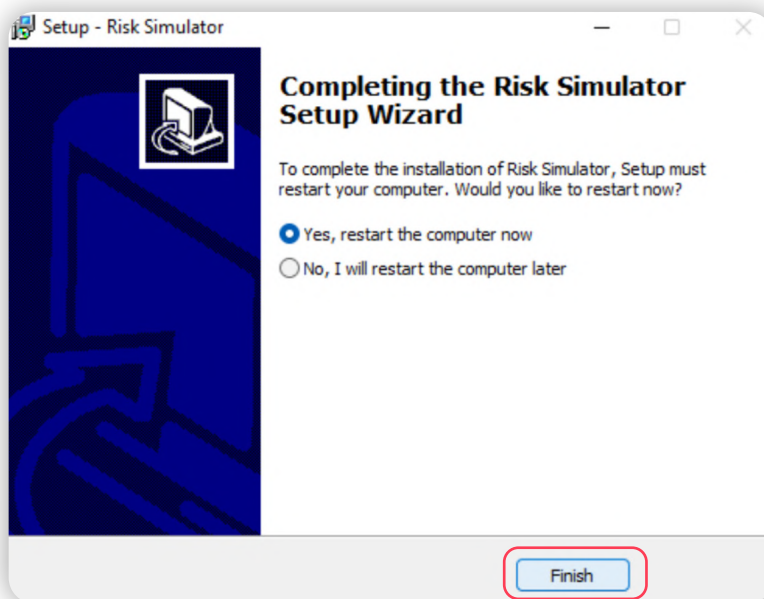 Setup - Risk Simulator
Completing the Risk Simulator
Setup Wizard
To complete the installation of Risk Simulator, Setup must
restart your computer. Would you like to restart now?
Yes, restart the computer now
No, I will restart the computer later
Finish